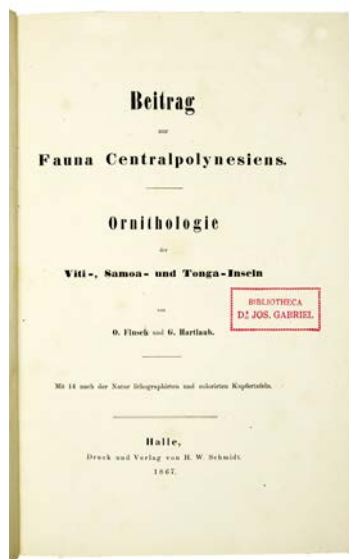 Beitrag
zur
Fauna Centralpolynesiens.
Ornithologie
der
Viti-, Samoa- und Tonga-Inseln
von
O. Finsch und G. Hartlaub.
BIBLIOTHECA
Dr. JOS. GABRIEL
Mit 14 nach der Natur lithographirten und colorirten Kupfertafeln.
Halle,
Druck und Verlag von H. W. Schmidt.
1867.